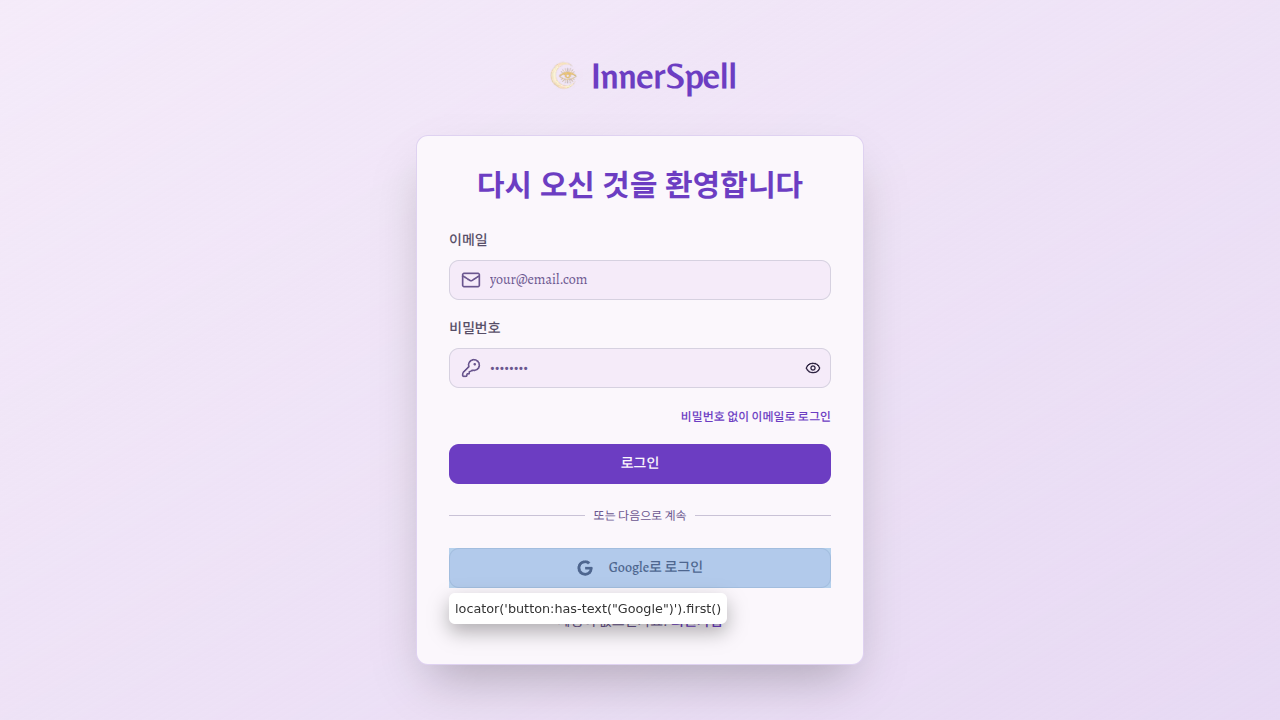 InnerSpell
다시 오신 것을 환영합니다
이메일
your@email.com
비밀번호
••••••••
비밀번호 없이 이메일로 로그인
로그인
또는 다음으로 계속
Google로 로그인
locator('button:has-text("Google")').first()